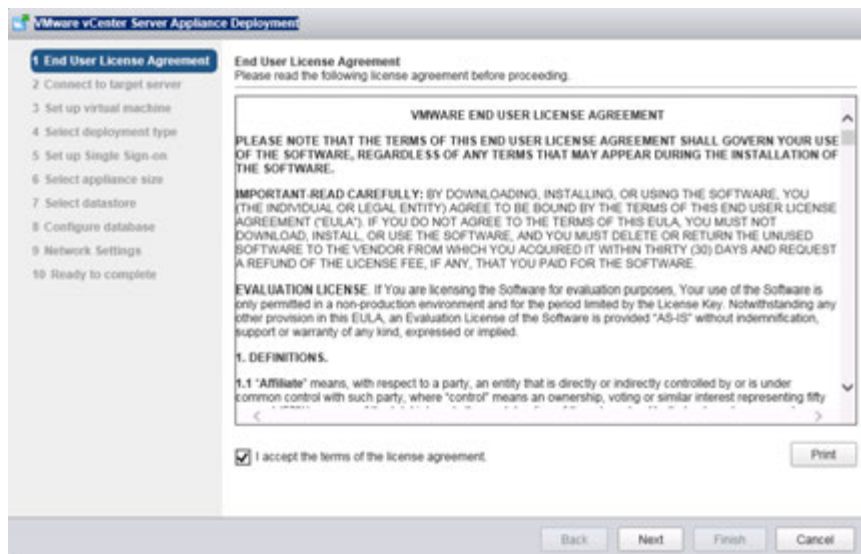 VMware vCenter Server Appliance Deployment
1 End User License Agreement
2 Connect to target server
3 Set up virtual machine
4 Select deployment type
5 Set up Single Sign-on
6 Select appliance size
7 Select datastore
8 Configure database
9 Network Settings
10 Ready to complete
End User License Agreement
Please read the following license agreement before proceeding.
VMWARE END USER LICENSE AGREEMENT
PLEASE NOTE THAT THE TERMS OF THIS END USER LICENSE AGREEMENT SHALL GOVERN YOUR USE
OF THE SOFTWARE, REGARDLESS OF ANY TERMS THAT MAY APPEAR DURING THE INSTALLATION OF
THE SOFTWARE.
IMPORTANT-READ CAREFULLY: BY DOWNLOADING, INSTALLING, OR USING THE SOFTWARE, YOU
(THE INDIVIDUAL OR LEGAL ENTITY) AGREE TO BE BOUND BY THE TERMS OF THIS END USER LICENSE
AGREEMENT ("EULA"). IF YOU DO NOT AGREE TO THE TERMS OF THIS EULA, YOU MUST NOT
DOWNLOAD, INSTALL, OR USE THE SOFTWARE, AND YOU MUST DELETE OR RETURN THE UNUSED
SOFTWARE TO THE VENDOR FROM WHICH YOU ACQUIRED IT WITHIN THIRTY (30) DAYS AND REQUEST
A REFUND OF THE LICENSE FEE, IF ANY, THAT YOU PAID FOR THE SOFTWARE.
EVALUATION LICENSE. If You are licensing the Software for evaluation purposes, Your use of the Software is
only permitted in a non-production environment and for the period limited by the License Key. Notwithstanding any
other provision in this EULA, an Evaluation License of the Software is provided "AS-IS" without indemnification,
support or warranty of any kind, expressed or implied.
1. DEFINITIONS.
1.1 "Affiliate" means, with respect to a party, an entity that is directly or indirectly controlled by or is under
common control with such party, where "control" means an ownership, voting or similar interest representing fifty
I accept the terms of the license agreement.
Print
Back
Next
Finish
Cancel